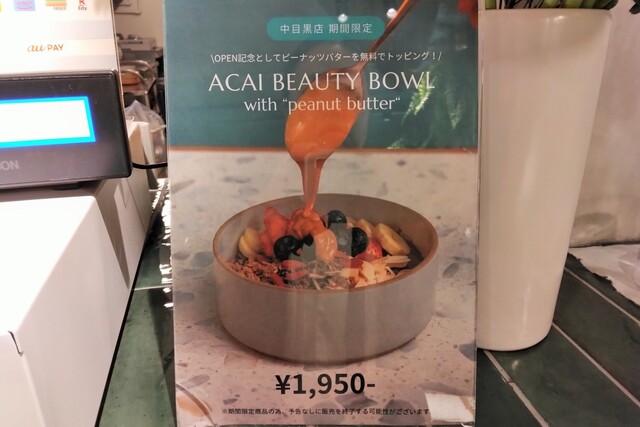 au PAY
中目黒店 期間限定
\OPEN記念としてピーナッツバターを無料でトッピング！/
ACAI BEAUTY BOWL
with “peanut butter“
¥1,950-
※期間限定商品の為、予告なしに販売を終了する可能性がございます